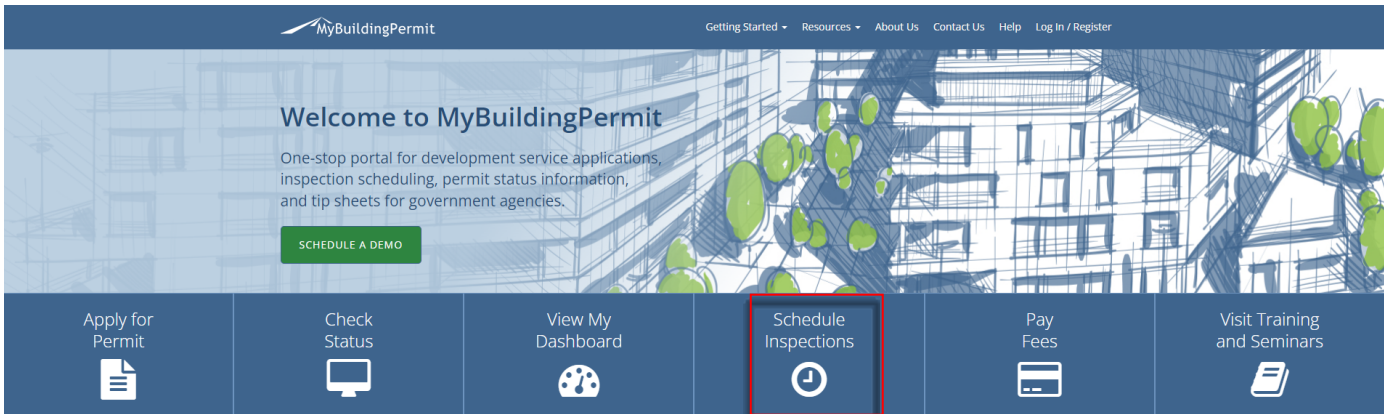 MyBuildingPermit
Getting Started Resources About Us Contact Us Help Log In / Register
Welcome to MyBuildingPermit
One-stop portal for development service applications,
inspection scheduling, permit status information,
and tip sheets for government agencies.
SCHEDULE A DEMO
Apply for
Permit
Check
Status
View My
Dashboard
Schedule
Inspections
Pay
Fees
Visit Training
and Seminars